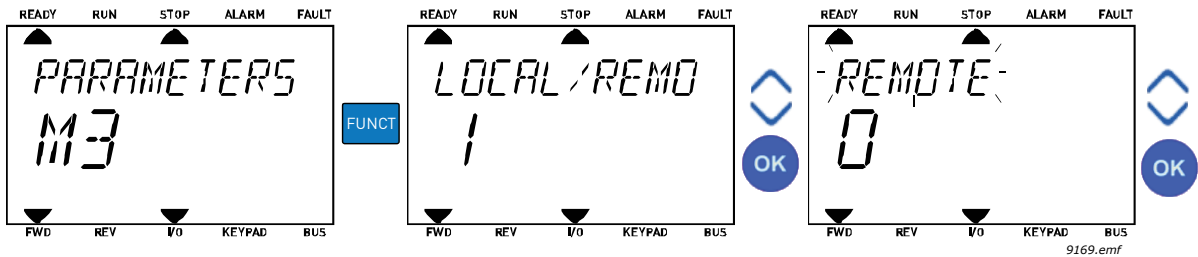 READY RUN STOP ALARM FAULT
PARAMETERS
M3
FWD REV I/O KEYPAD BUS
FUNCT
READY RUN STOP ALARM FAULT
LOCAL/REMO
1
FWD REV I/O KEYPAD BUS
OK
READY RUN STOP ALARM FAULT
REMOTE
0
FWD REV I/O KEYPAD BUS
OK
9169.emf